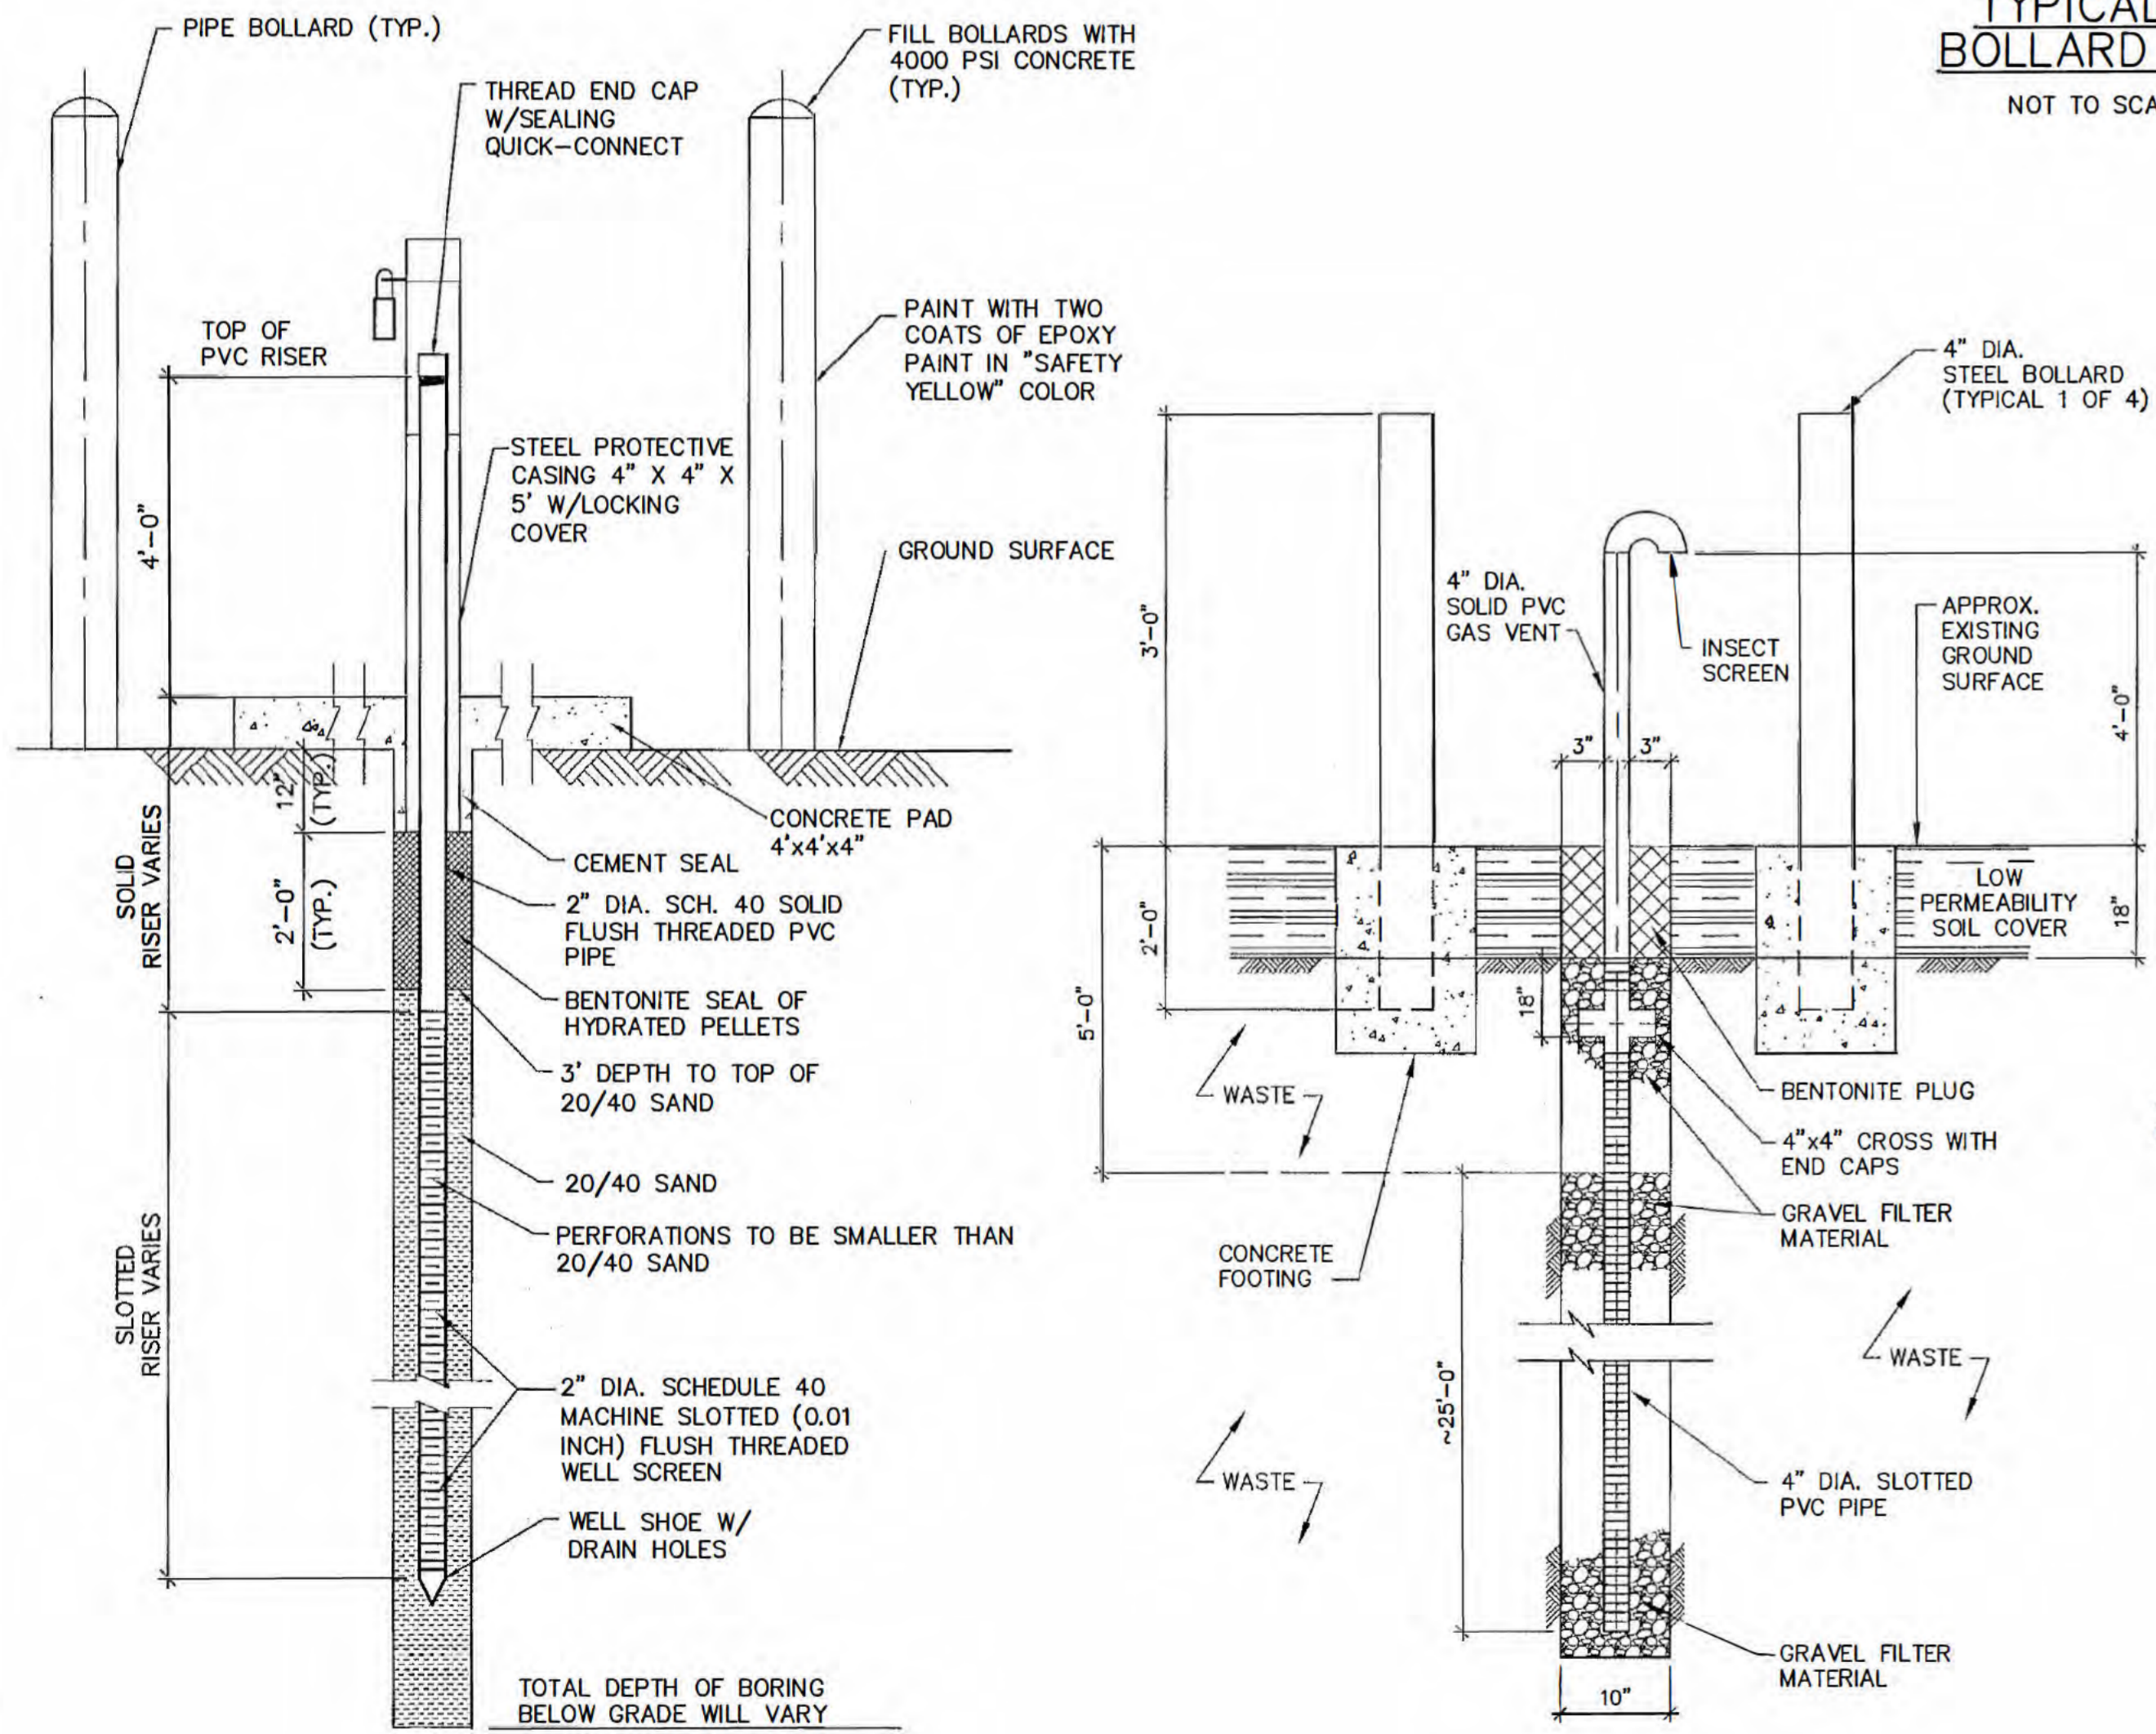 TYPICAL
BOLLARD
NOT TO SCA
PIPE BOLLARD (TYP.)
THREAD END CAP
W/SEALING
QUICK-CONNECT
FILL BOLLARDS WITH
4000 PSI CONCRETE
(TYP.)
TOP OF
PVC RISER
PAINT WITH TWO
COATS OF EPOXY
PAINT IN "SAFETY
YELLOW" COLOR
STEEL PROTECTIVE
CASING 4" X 4" X
5' W/LOCKING
COVER
4'-0"
GROUND SURFACE
12"
(TYP.)
CONCRETE PAD
4'x4'x4"
SOLID
RISER VARIES
2'-0"
(TYP.)
CEMENT SEAL
2" DIA. SCH. 40 SOLID
FLUSH THREADED PVC
PIPE
BENTONITE SEAL OF
HYDRATED PELLETS
3' DEPTH TO TOP OF
20/40 SAND
20/40 SAND
PERFORATIONS TO BE SMALLER THAN
20/40 SAND
SLOTTED
RISER VARIES
2" DIA. SCHEDULE 40
MACHINE SLOTTED (0.01
INCH) FLUSH THREADED
WELL SCREEN
WELL SHOE W/
DRAIN HOLES
TOTAL DEPTH OF BORING
BELOW GRADE WILL VARY
4" DIA.
STEEL BOLLARD
(TYPICAL 1 OF 4)
3'-0"
4" DIA.
SOLID PVC
GAS VENT
INSECT
SCREEN
APPROX.
EXISTING
GROUND
SURFACE
4'-0"
3"
3"
LOW
PERMEABILITY
SOIL COVER
18"
2'-0"
5'-0"
18"
WASTE
BENTONITE PLUG
4"x4" CROSS WITH
END CAPS
GRAVEL FILTER
MATERIAL
CONCRETE
FOOTING
WASTE
~25'-0"
WASTE
4" DIA. SLOTTED
PVC PIPE
GRAVEL FILTER
MATERIAL
10"